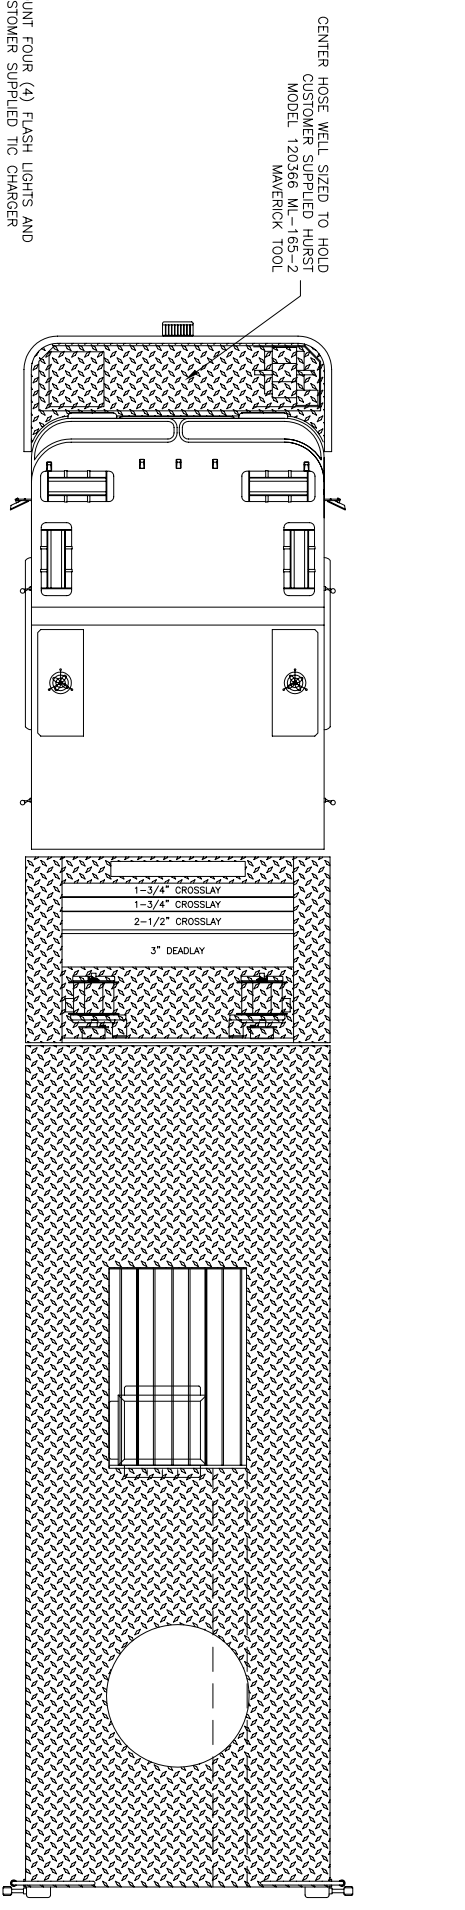 CENTER HOSE WELL SIZED TO HOLD
CUSTOMER SUPPLIED HURST
MODEL 120366 ML-165-2
MAVERICK TOOL
UNT FOUR (4) FLASH LIGHTS AND
STOMER SUPPLIED TIC CHARGER
1-3/4" CROSSLAY
1-3/4" CROSSLAY
2-1/2" CROSSLAY
3" DEADLAY